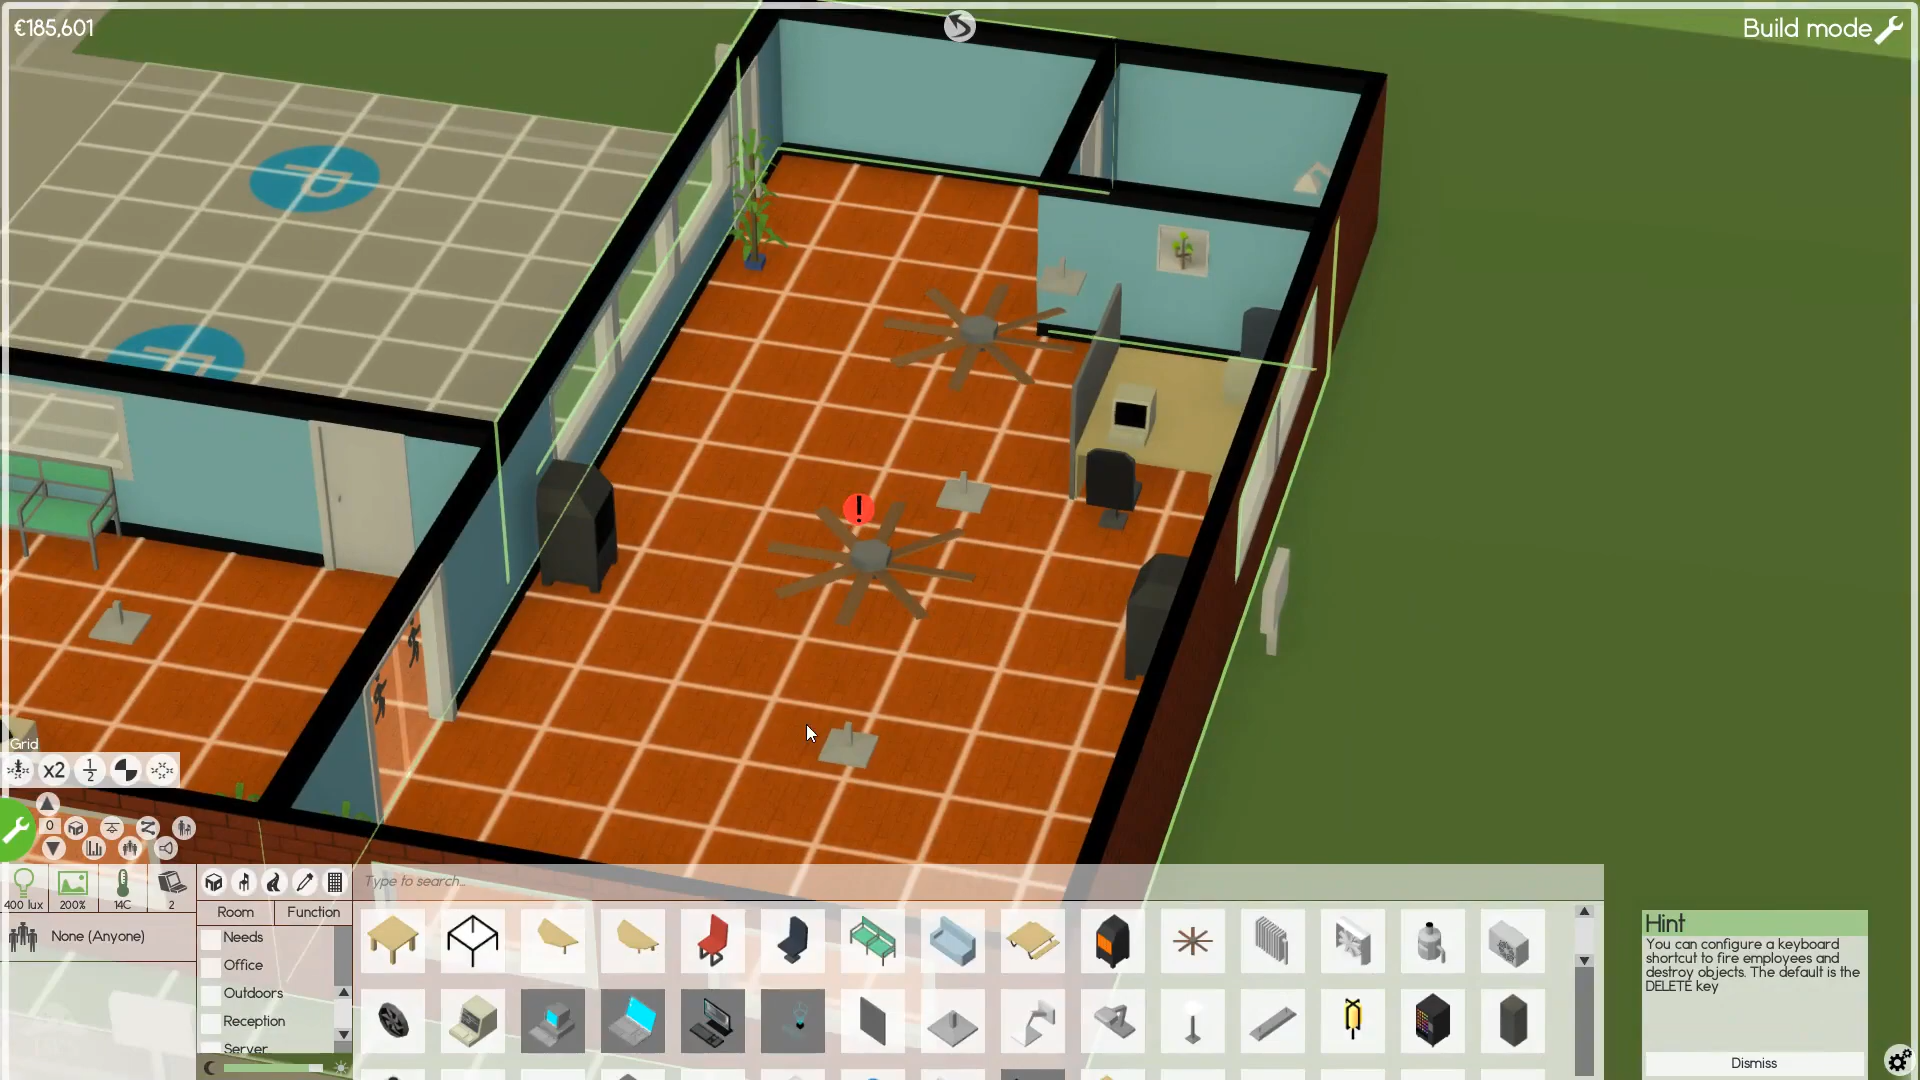 €185,601
Build mode
P
Grid
x2
1/2
0
400 lux
200%
14C
2
None (Anyone)
Type to search...
Room
Function
Needs
Office
Outdoors
Reception
Server
Hint
You can configure a keyboard
shortcut to fire employees and
destroy objects. The default is the
DELETE key
Dismiss